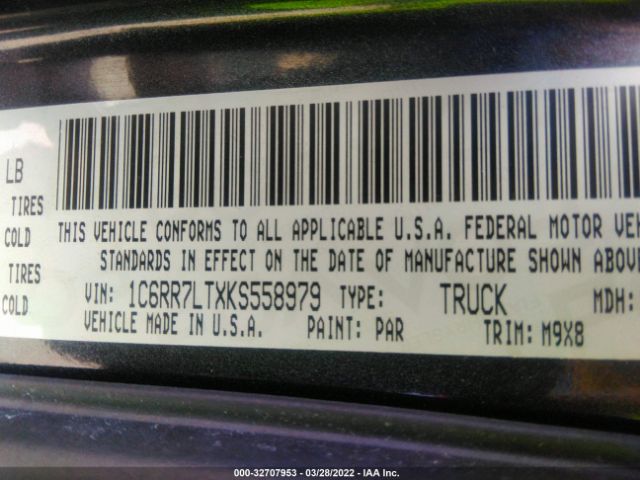 LB
TIRES
COLD
TIRES
COLD
THIS VEHICLE CONFORMS TO ALL APPLICABLE U.S.A. FEDERAL MOTOR VEH
STANDARDS IN EFFECT ON THE DATE OF MANUFACTURE SHOWN ABOVE
VIN: 1C6RR7LTXKS558979 TYPE: TRUCK MDH:
VEHICLE MADE IN U.S.A. PAINT: PAR TRIM: M9X8
000-32707953 - 03/28/2022 - IAA Inc.